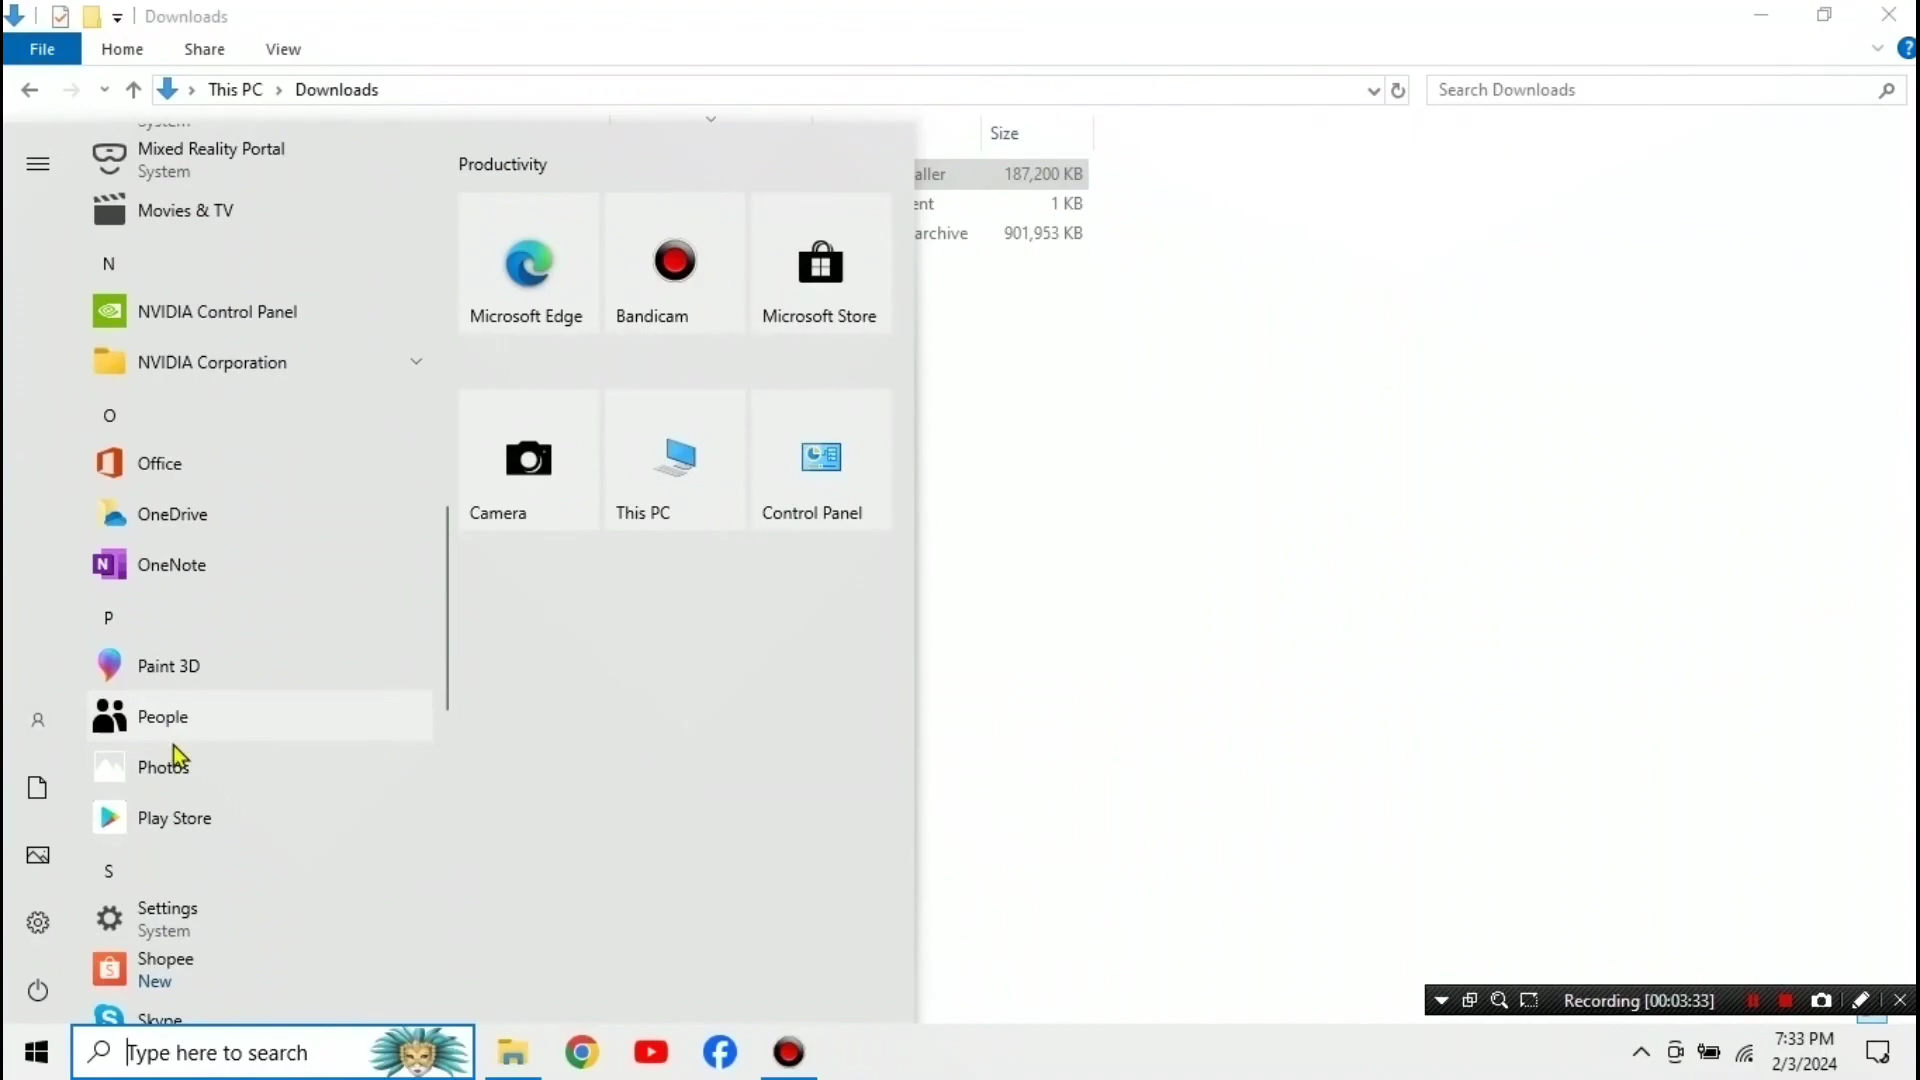 Downloads
File
Home
Share
View
This PC
Downloads
Search Downloads
Size
System
Mixed Reality Portal
System
Movies & TV
N
NVIDIA Control Panel
NVIDIA Corporation
O
Office
OneDrive
OneNote
P
Paint 3D
People
Photos
Play Store
S
Settings
System
Shopee
New
Skype
Productivity
Microsoft Edge
Bandicam
Microsoft Store
Camera
This PC
Control Panel
aller
187,200 KB
ent
1 KB
archive
901,953 KB
Recording [00:03:33]
Type here to search
7:33 PM
2/3/2024